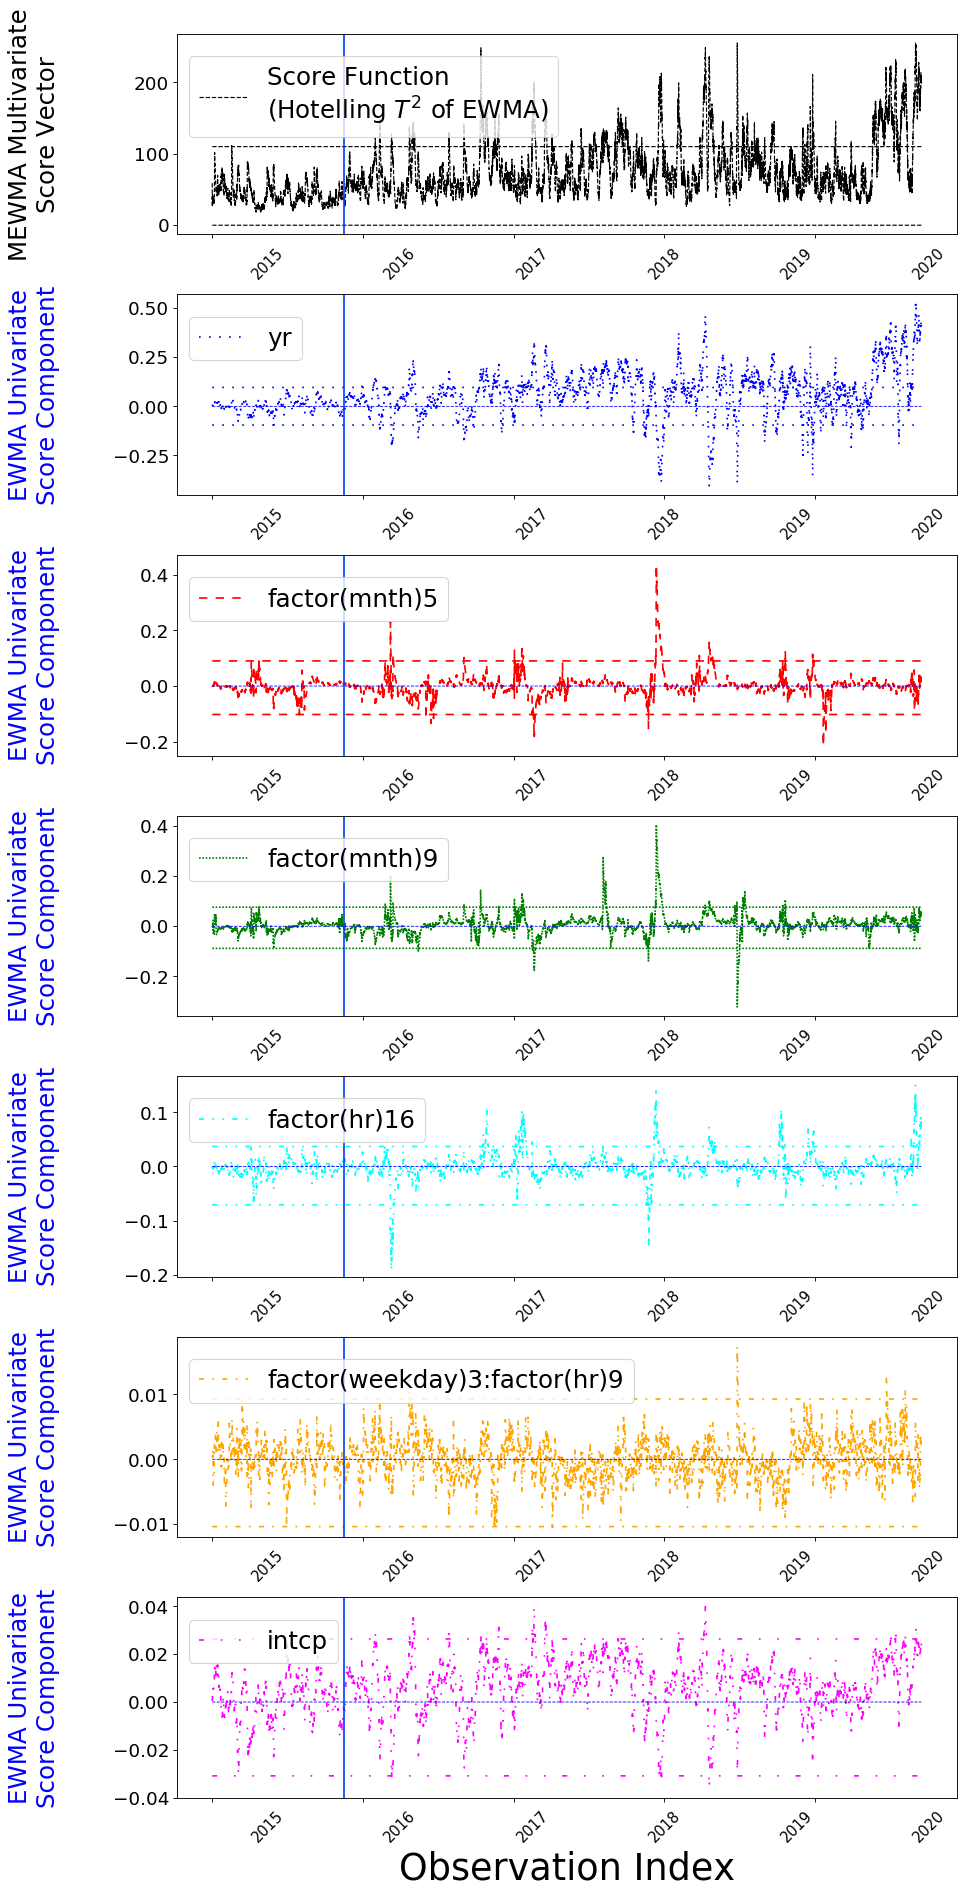 MEWMA Multivariate
Score Vector
Score Function
(Hotelling T² of EWMA)
200
100
0
2015 2016 2017 2018 2019 2020
EWMA Univariate
Score Component
yr
0.50
0.25
0.00
−0.25
2015 2016 2017 2018 2019 2020
EWMA Univariate
Score Component
factor(mnth)5
0.4
0.2
0.0
−0.2
2015 2016 2017 2018 2019 2020
EWMA Univariate
Score Component
factor(mnth)9
0.4
0.2
0.0
−0.2
2015 2016 2017 2018 2019 2020
EWMA Univariate
Score Component
factor(hr)16
0.1
0.0
−0.1
−0.2
2015 2016 2017 2018 2019 2020
EWMA Univariate
Score Component
factor(weekday)3:factor(hr)9
0.01
0.00
−0.01
2015 2016 2017 2018 2019 2020
EWMA Univariate
Score Component
intcp
0.04
0.02
0.00
−0.02
−0.04
2015 2016 2017 2018 2019 2020
Observation Index